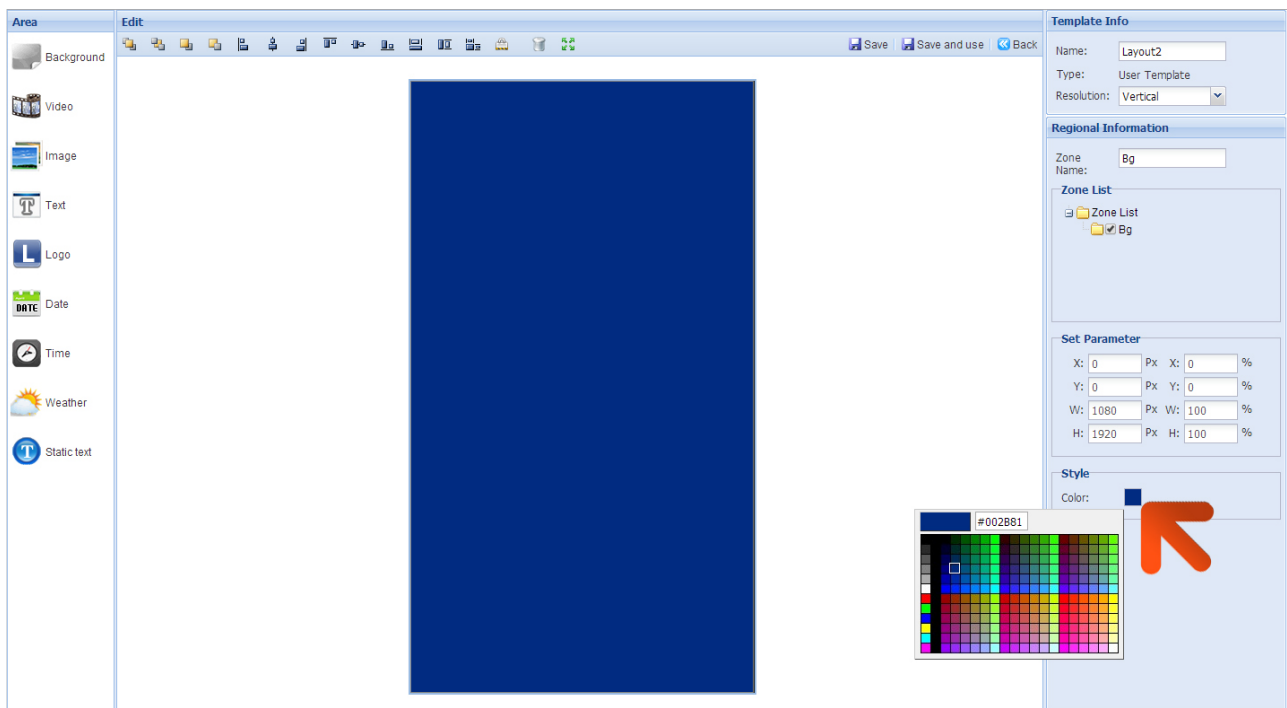 Area
Edit
Template Info
Background
Video
Image
Text
L
Logo
DATE
Date
Time
Weather
T
Static text
Save
Save and use
Back
Name:
Layout2
Type:
User Template
Resolution:
Vertical
Regional Information
Zone
Name:
Bg
Zone List
Zone List
Bg
Set Parameter
X: 0 Px X: 0 %
Y: 0 Px Y: 0 %
W: 1080 Px W: 100 %
H: 1920 Px H: 100 %
Style
Color:
#002B81